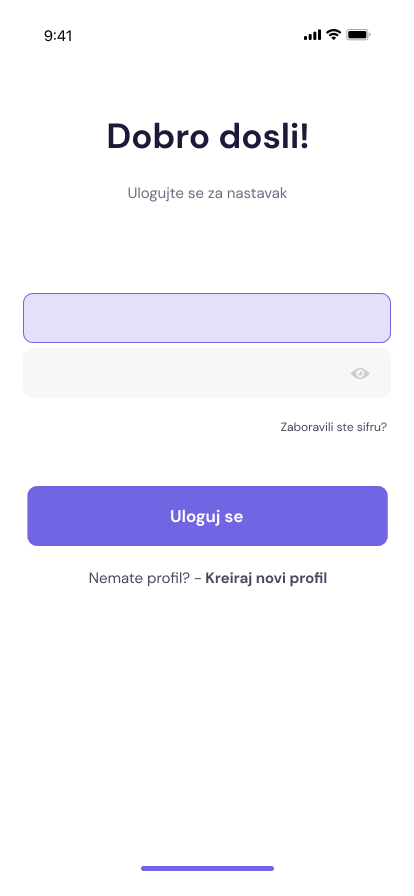 9:41
Dobro dosli!
Ulogujte se za nastavak
Zaboravili ste sifru?
Uloguj se
Nemate profil? - Kreiraj novi profil